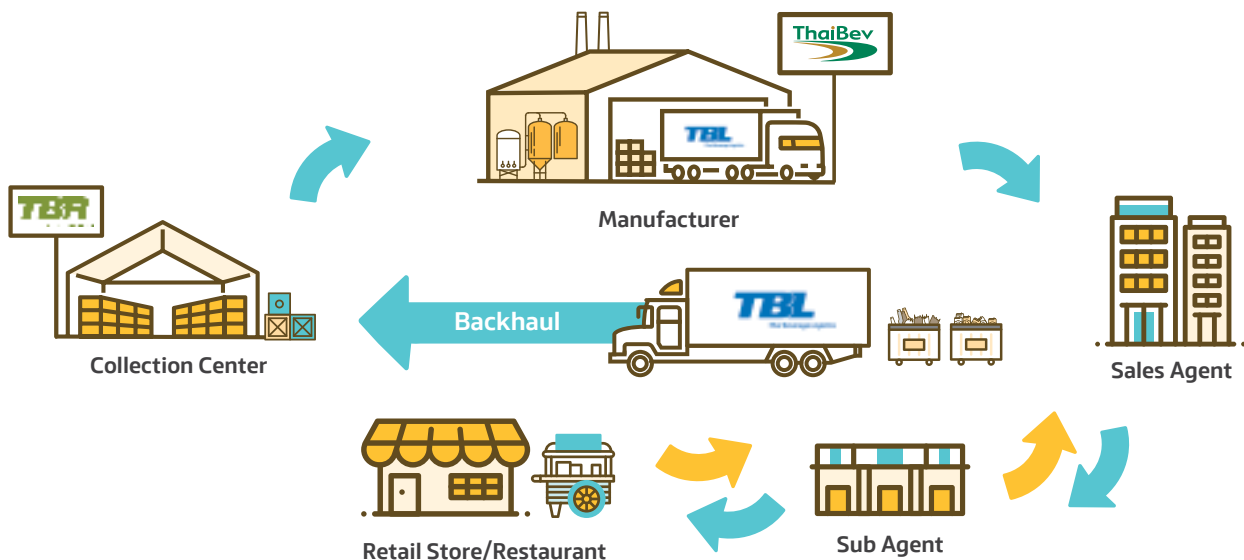 ThaiBev
TBL
Manufacturer
TBR
Collection Center
Backhaul
TBL
Sales Agent
Retail Store/Restaurant
Sub Agent